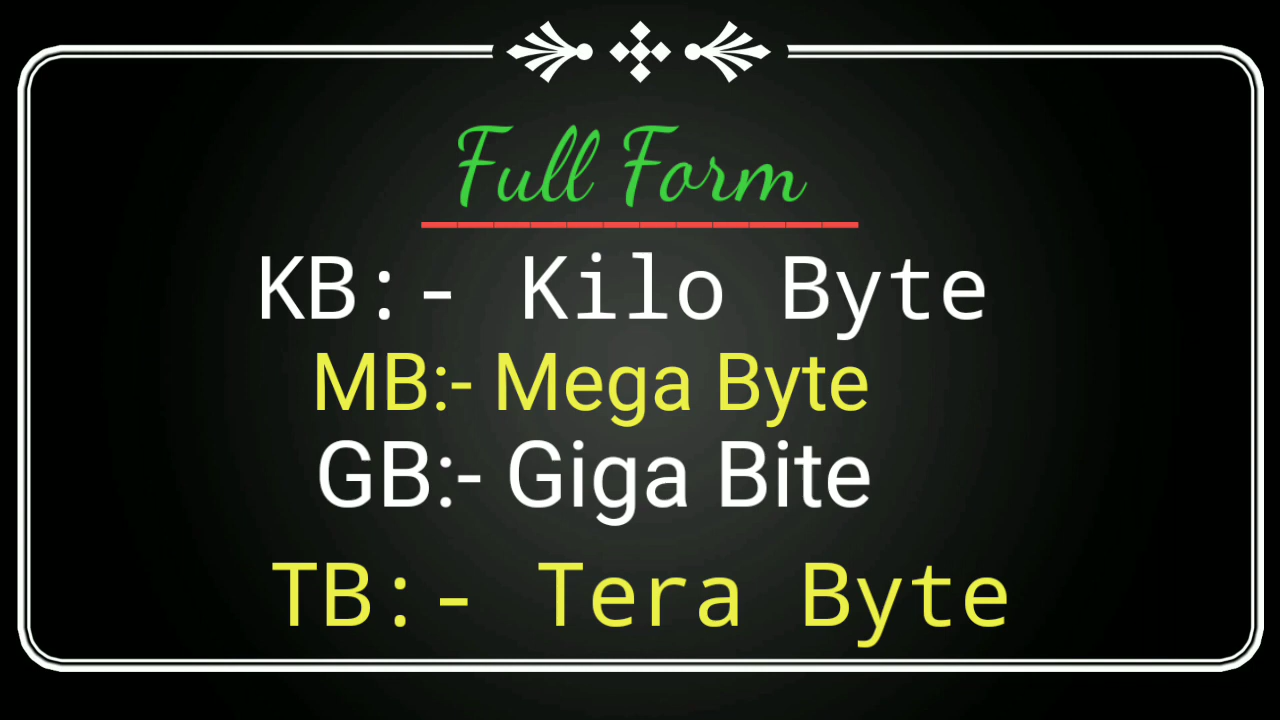 Full Form
KB:- Kilo Byte
MB:- Mega Byte
GB:- Giga Bite
TB:- Tera Byte